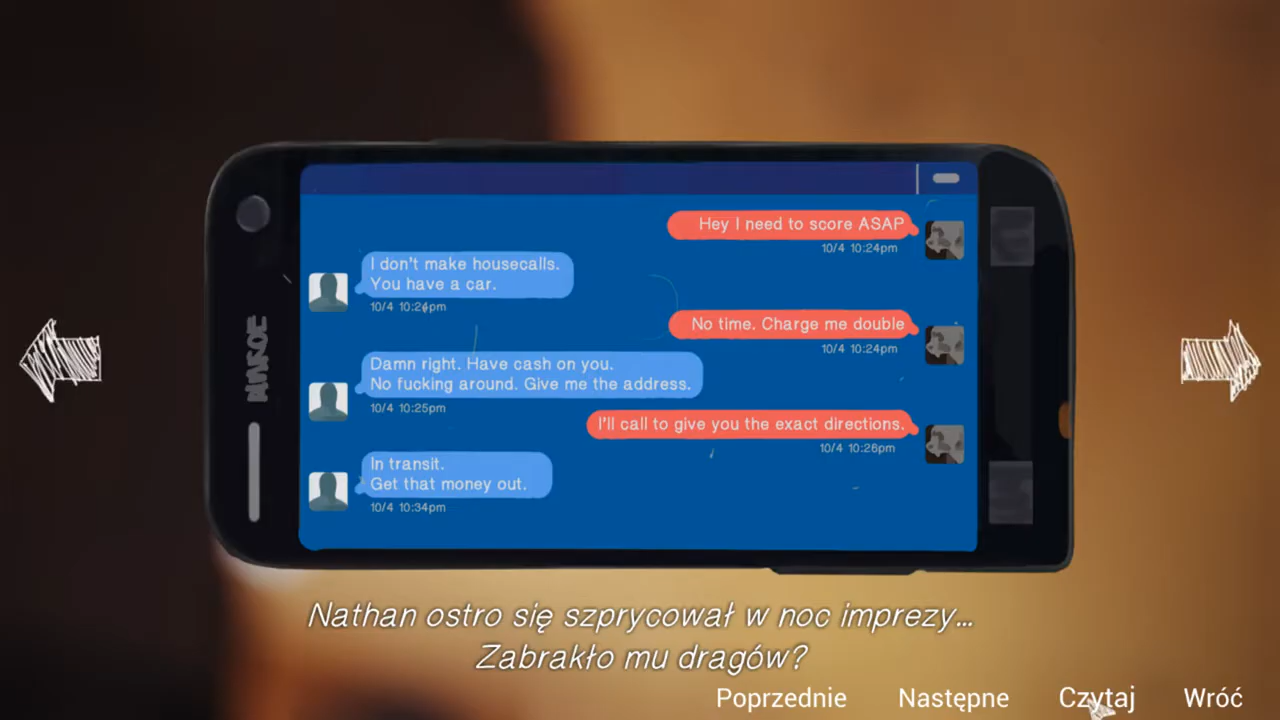 Hey I need to score ASAP
10/4 10:24pm
I don't make housecalls.
You have a car.
10/4 10:24pm
No time. Charge me double
10/4 10:24pm
Damn right. Have cash on you.
No fucking around. Give me the address.
10/4 10:25pm
I'll call to give you the exact directions.
10/4 10:26pm
In transit.
Get that money out.
10/4 10:34pm
Nathan ostro się szprycował w noc imprezy...
Zabrakło mu dragów?
Poprzednie Następne Czytaj Wróć